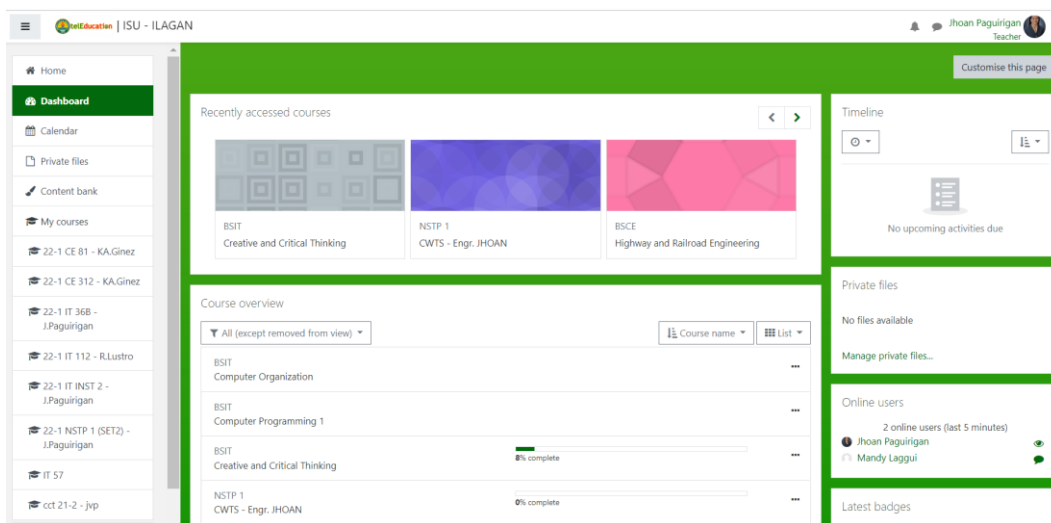 itelEducation | ISU - ILAGAN
Jhoan Paguirigan
Teacher
Home
Dashboard
Calendar
Private files
Content bank
My courses
22-1 CE 81 - KA.Ginez
22-1 CE 312 - KA.Ginez
22-1 IT 36B -
J.Paguirigan
22-1 IT 112 - R.Lustro
22-1 IT INST 2 -
J.Paguirigan
22-1 NSTP 1 (SET2) -
J.Paguirigan
IT 57
cct 21-2 - jvp
Customise this page
Recently accessed courses
BSIT
Creative and Critical Thinking
NSTP 1
CWTS - Engr. JHOAN
BSCE
Highway and Railroad Engineering
Course overview
All (except removed from view)
Course name
List
BSIT
Computer Organization
BSIT
Computer Programming 1
BSIT
Creative and Critical Thinking
8% complete
NSTP 1
CWTS - Engr. JHOAN
0% complete
Timeline
No upcoming activities due
Private files
No files available
Manage private files...
Online users
2 online users (last 5 minutes)
Jhoan Paguirigan
Mandy Laggui
Latest badges